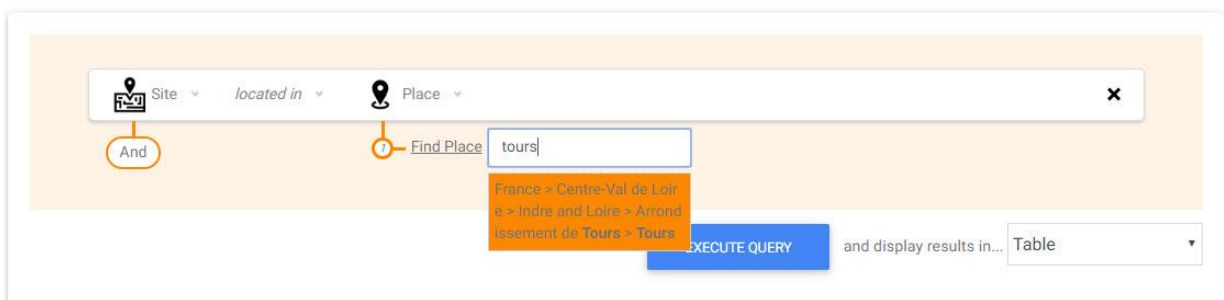 Site located in Place
And
1 Find Place tours
France > Centre-Val de Loir
e > Indre and Loire > Arrond
issement de Tours > Tours
EXECUTE QUERY and display results in... Table